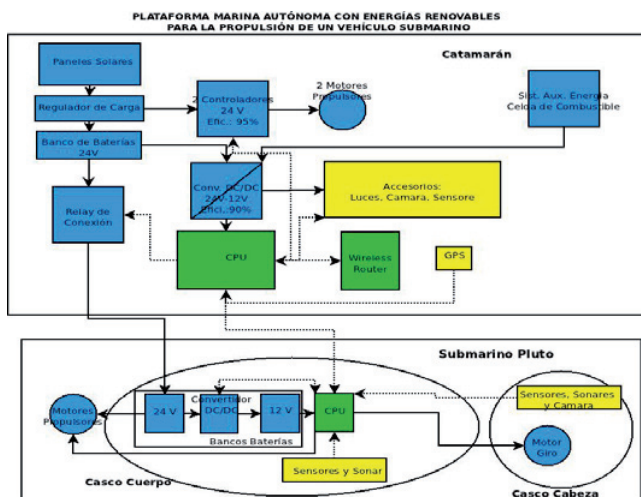 PLATAFORMA MARINA AUTÓNOMA CON ENERGÍAS RENOVABLES
PARA LA PROPULSIÓN DE UN VEHÍCULO SUBMARINO
Catamarán
Paneles Solares
Regulador de Carga
2 Controladores
24 V
Efic.: 95%
2 Motores
Propulsores
Sist. Aux. Energía
Celda de Combustible
Banco de Baterías
24V
Conv. DC/DC
24V-12V
Efici.:90%
Accesorios:
Luces, Camara, Sensore
Relay de
Conexión
CPU
Wireless
Router
GPS
Submarino Pluto
Motores
Propulsores
24 V
Convertidor
DC/DC
12 V
CPU
Bancos Baterías
Sensores, Sonares
y Camara
Motor
Giro
Sensores y Sonar
Casco Cuerpo
Casco Cabeza